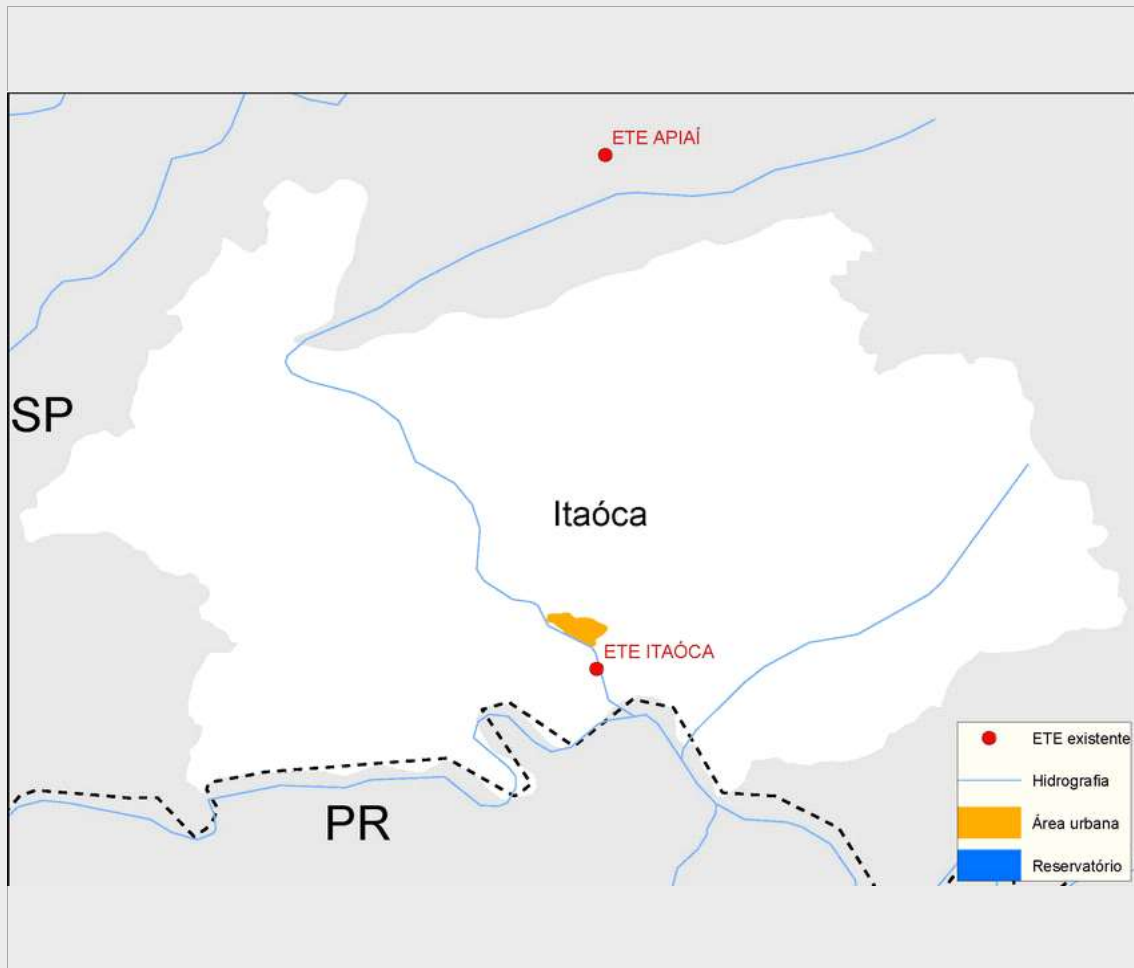 ETE APIAÍ
SP
Itaóca
ETE ITAÓCA
PR
ETE existente
Hidrografia
Área urbana
Reservatório